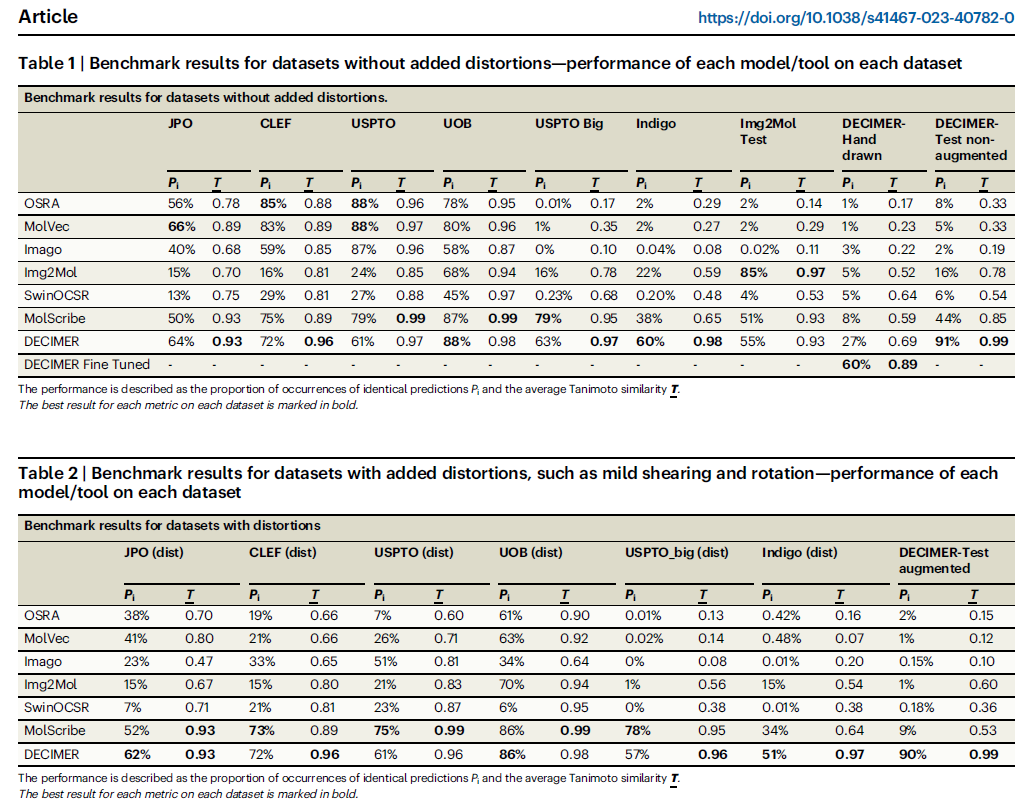 Article
https://doi.org/10.1038/s41467-023-40782-0
Table 1 | Benchmark results for datasets without added distortions—performance of each model/tool on each dataset
Benchmark results for datasets without added distortions.
JPO CLEF USPTO UOB USPTO Big Indigo Img2Mol Test DECIMER-Hand drawn DECIMER-Test non-augmented
Pi T Pi T Pi T Pi T Pi T Pi T Pi T Pi T Pi T
OSRA 56% 0.78 85% 0.88 88% 0.96 78% 0.95 0.01% 0.17 2% 0.29 2% 0.14 1% 0.17 8% 0.33
MolVec 66% 0.89 83% 0.89 88% 0.97 80% 0.96 1% 0.35 2% 0.27 2% 0.29 1% 0.23 5% 0.33
Imago 40% 0.68 59% 0.85 87% 0.96 58% 0.87 0% 0.10 0.04% 0.08 0.02% 0.11 3% 0.22 2% 0.19
Img2Mol 15% 0.70 16% 0.81 24% 0.85 68% 0.94 16% 0.78 22% 0.59 85% 0.97 5% 0.52 16% 0.78
SwinOCSR 13% 0.75 29% 0.81 27% 0.88 45% 0.97 0.23% 0.68 0.20% 0.48 4% 0.53 5% 0.64 6% 0.54
MolScribe 50% 0.93 75% 0.89 79% 0.99 87% 0.99 79% 0.95 38% 0.65 51% 0.93 8% 0.59 44% 0.85
DECIMER 64% 0.93 72% 0.96 61% 0.97 88% 0.98 63% 0.97 60% 0.98 55% 0.93 27% 0.69 91% 0.99
DECIMER Fine Tuned - - - - - - - - - - - - - - 60% 0.89 - -
The performance is described as the proportion of occurrences of identical predictions Pi and the average Tanimoto similarity T.
The best result for each metric on each dataset is marked in bold.
Table 2 | Benchmark results for datasets with added distortions, such as mild shearing and rotation—performance of each
model/tool on each dataset
Benchmark results for datasets with distortions
JPO (dist) CLEF (dist) USPTO (dist) UOB (dist) USPTO_big (dist) Indigo (dist) DECIMER-Test augmented
Pi T Pi T Pi T Pi T Pi T Pi T Pi T
OSRA 38% 0.70 19% 0.66 7% 0.60 61% 0.90 0.01% 0.13 0.42% 0.16 2% 0.15
MolVec 41% 0.80 21% 0.66 26% 0.71 63% 0.92 0.02% 0.14 0.48% 0.07 1% 0.12
Imago 23% 0.47 33% 0.65 51% 0.81 34% 0.64 0% 0.08 0.01% 0.20 0.15% 0.10
Img2Mol 15% 0.67 15% 0.80 21% 0.83 70% 0.94 1% 0.56 15% 0.54 1% 0.60
SwinOCSR 7% 0.71 21% 0.81 23% 0.87 6% 0.95 0% 0.38 0.01% 0.38 0.18% 0.36
MolScribe 52% 0.93 73% 0.89 75% 0.99 86% 0.99 78% 0.95 34% 0.64 9% 0.53
DECIMER 62% 0.93 72% 0.96 61% 0.96 86% 0.98 57% 0.96 51% 0.97 90% 0.99
The performance is described as the proportion of occurrences of identical predictions Pi and the average Tanimoto similarity T.
The best result for each metric on each dataset is marked in bold.